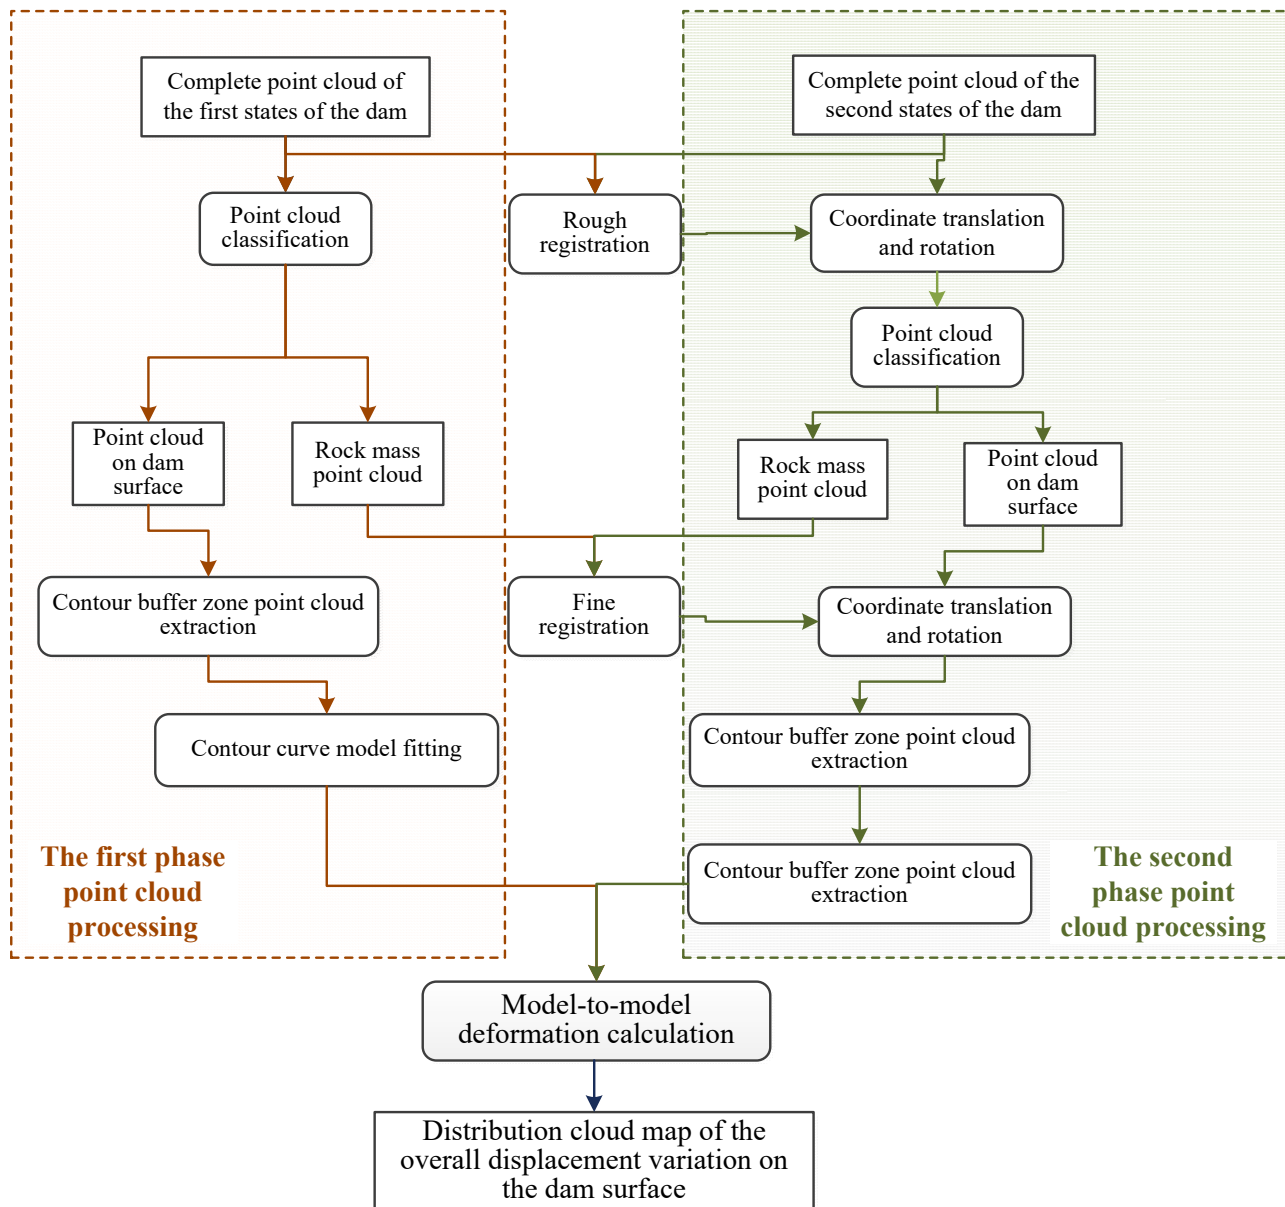 Complete point cloud of
the first states of the dam
Complete point cloud of the
second states of the dam
Point cloud
classification
Rough
registration
Coordinate translation
and rotation
Point cloud
classification
Point cloud
on dam
surface
Rock mass
point cloud
Rock mass
point cloud
Point cloud
on dam
surface
Contour buffer zone point cloud
extraction
Fine
registration
Coordinate translation
and rotation
Contour curve model fitting
Contour buffer zone point cloud
extraction
The first phase
point cloud
processing
Contour buffer zone point cloud
extraction
The second
phase point
cloud processing
Model-to-model
deformation calculation
Distribution cloud map of the
overall displacement variation on
the dam surface